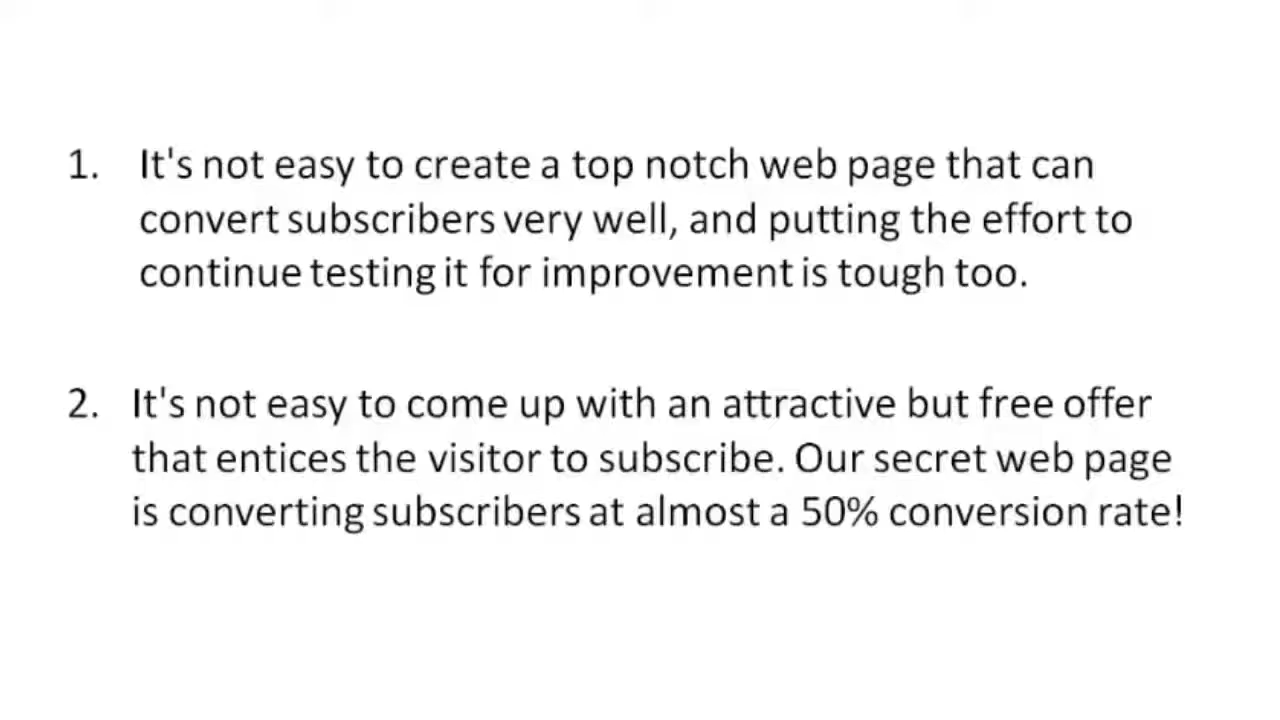 1. It's not easy to create a top notch web page that can
convert subscribers very well, and putting the effort to
continue testing it for improvement is tough too.
2. It's not easy to come up with an attractive but free offer
that entices the visitor to subscribe. Our secret web page
is converting subscribers at almost a 50% conversion rate!